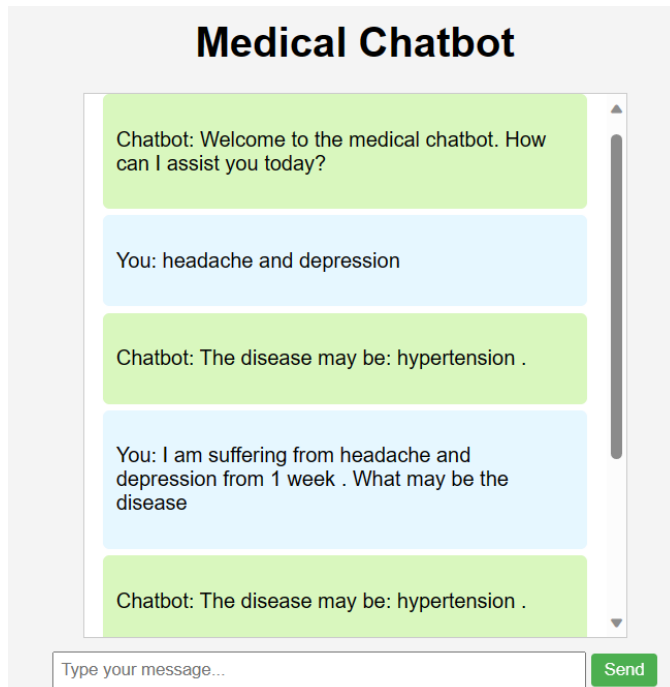 Medical Chatbot
Chatbot: Welcome to the medical chatbot. How
can I assist you today?
You: headache and depression
Chatbot: The disease may be: hypertension .
You: I am suffering from headache and
depression from 1 week . What may be the
disease
Chatbot: The disease may be: hypertension .
Type your message...
Send